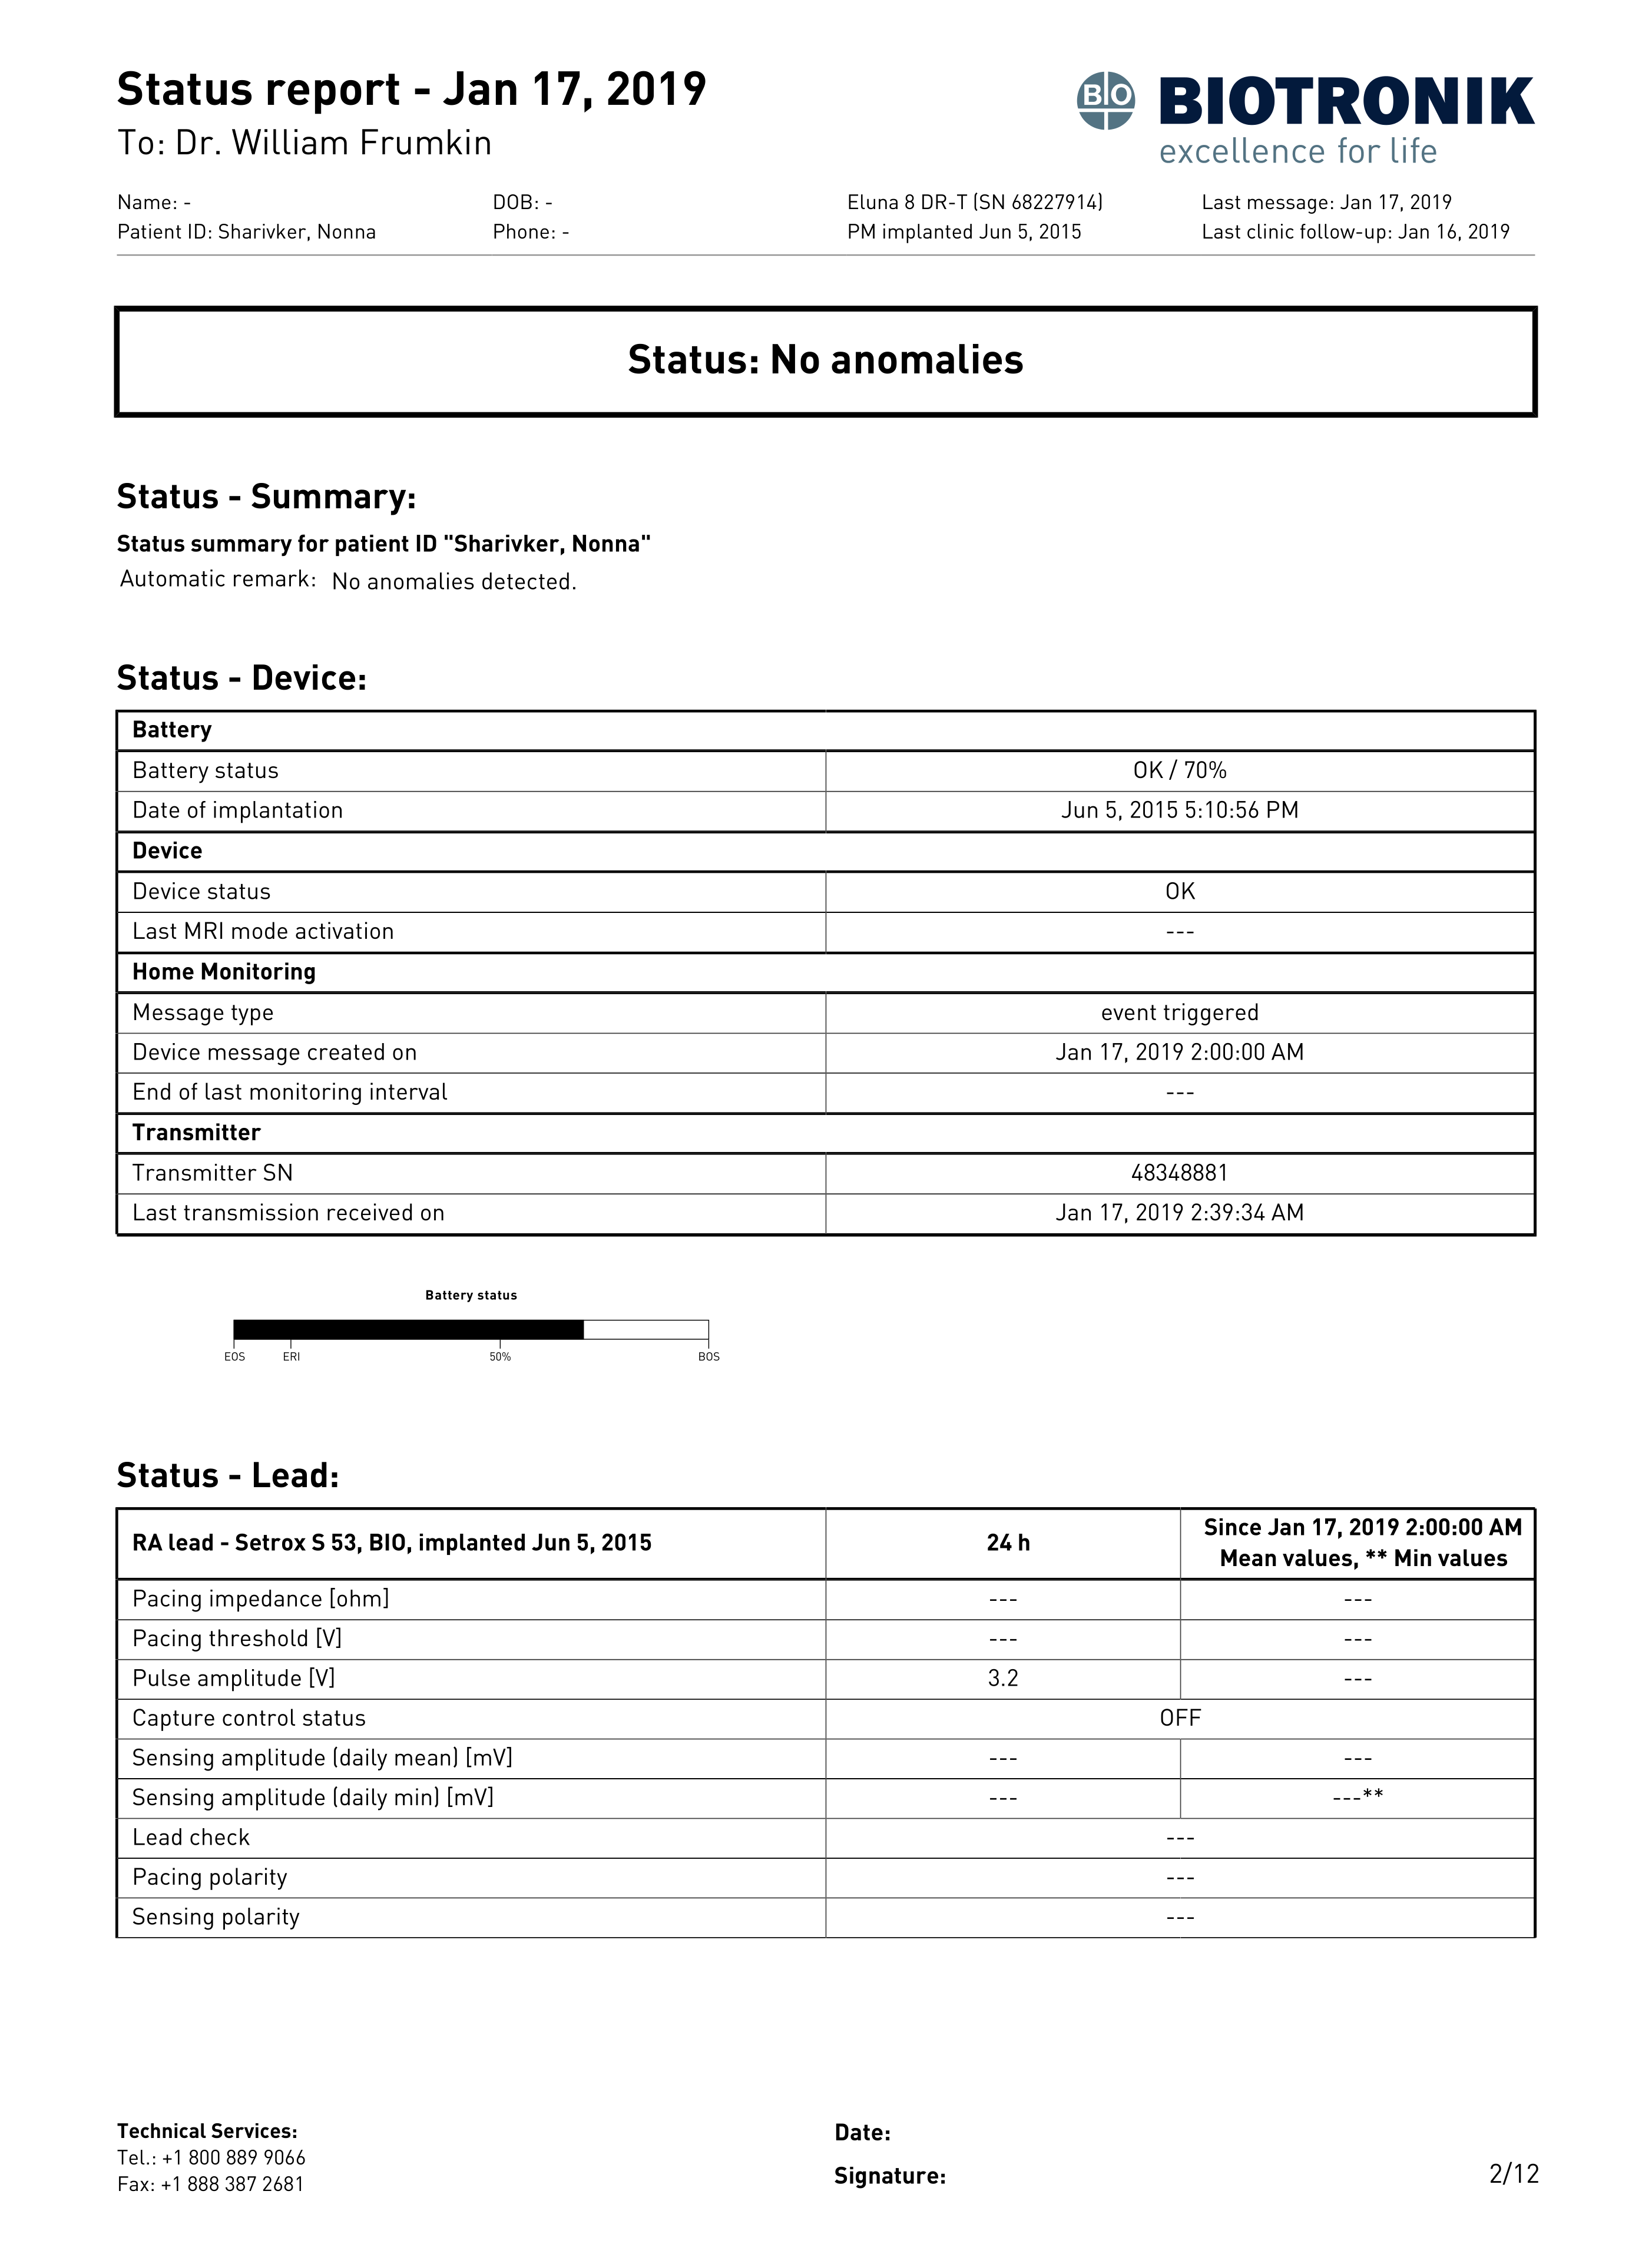 Status report - Jan 17, 2019
To: Dr. William Frumkin
BIO
BIOTRONIK
excellence for life
Name: - DOB: - Eluna 8 DR-T (SN 68227914) Last message: Jan 17, 2019
Patient ID: Sharivker, Nonna Phone: - PM implanted Jun 5, 2015 Last clinic follow-up: Jan 16, 2019
Status: No anomalies
Status - Summary:
Status summary for patient ID "Sharivker, Nonna"
Automatic remark: No anomalies detected.
Status - Device:
Battery
Battery status OK / 70%
Date of implantation Jun 5, 2015 5:10:56 PM
Device
Device status OK
Last MRI mode activation ---
Home Monitoring
Message type event triggered
Device message created on Jan 17, 2019 2:00:00 AM
End of last monitoring interval ---
Transmitter
Transmitter SN 48348881
Last transmission received on Jan 17, 2019 2:39:34 AM
Battery status
EOS ERI 50% BOS
Status - Lead:
RA lead - Setrox S 53, BIO, implanted Jun 5, 2015 24 h Since Jan 17, 2019 2:00:00 AM
Mean values, ** Min values
Pacing impedance [ohm] --- ---
Pacing threshold [V] --- ---
Pulse amplitude [V] 3.2 ---
Capture control status OFF
Sensing amplitude (daily mean) [mV] --- ---
Sensing amplitude (daily min) [mV] --- ---**
Lead check ---
Pacing polarity ---
Sensing polarity ---
Technical Services:
Tel.: +1 800 889 9066
Fax: +1 888 387 2681
Date:
Signature:
2/12